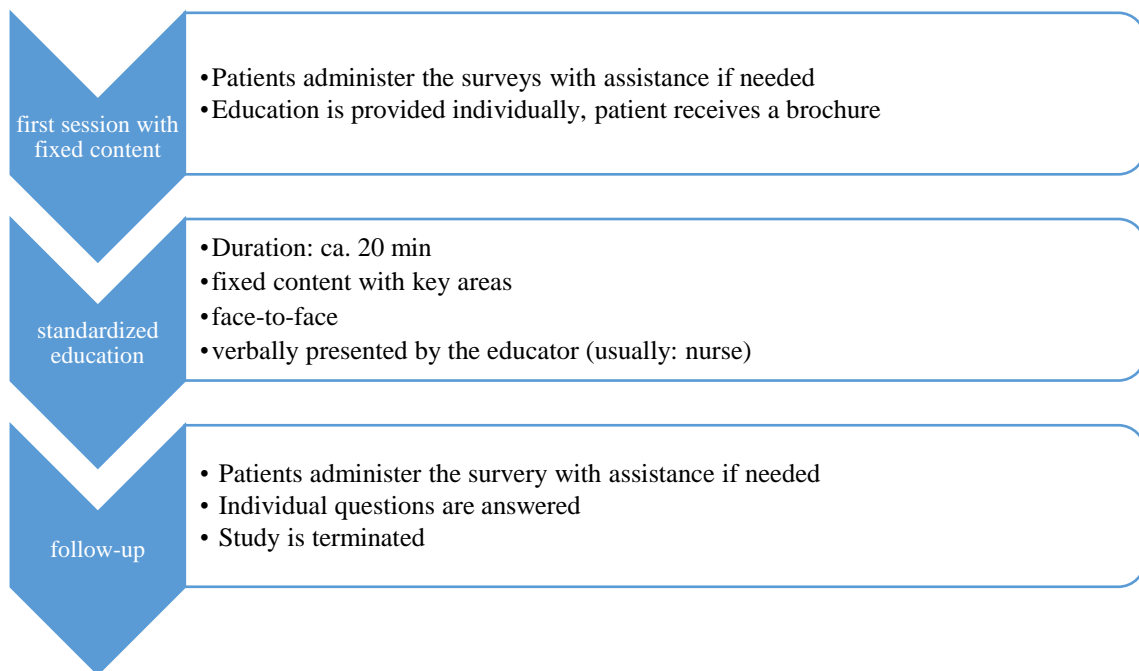 first session with
fixed content
•Patients administer the surveys with assistance if needed
•Education is provided individually, patient receives a brochure
standardized
education
•Duration: ca. 20 min
•fixed content with key areas
•face-to-face
•verbally presented by the educator (usually: nurse)
follow-up
• Patients administer the survery with assistance if needed
• Individual questions are answered
• Study is terminated